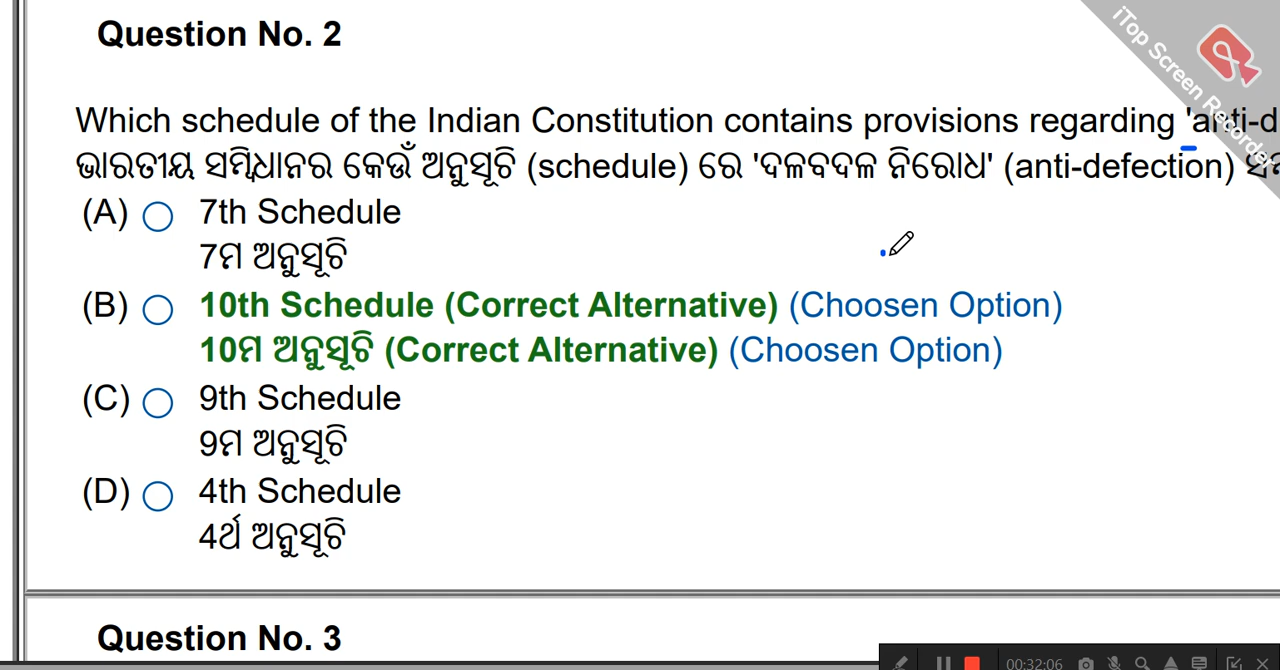 Question No. 2
Which schedule of the Indian Constitution contains provisions regarding 'anti-d
ଭାରତୀୟ ସମ୍ବିଧାନର କେଉଁ ଅନୁସୂଚି (schedule) ରେ 'ଦଳବଦଳ ନିରୋଧ' (anti-defection)
(A) 7th Schedule
7ମ ଅନୁସୂଚି
(B) 10th Schedule (Correct Alternative) (Choosen Option)
10ମ ଅନୁସୂଚି (Correct Alternative) (Choosen Option)
(C) 9th Schedule
9ମ ଅନୁସୂଚି
(D) 4th Schedule
4ର୍ଥ ଅନୁସୂଚି
Question No. 3
iTop Screen Recorder
00:32:06